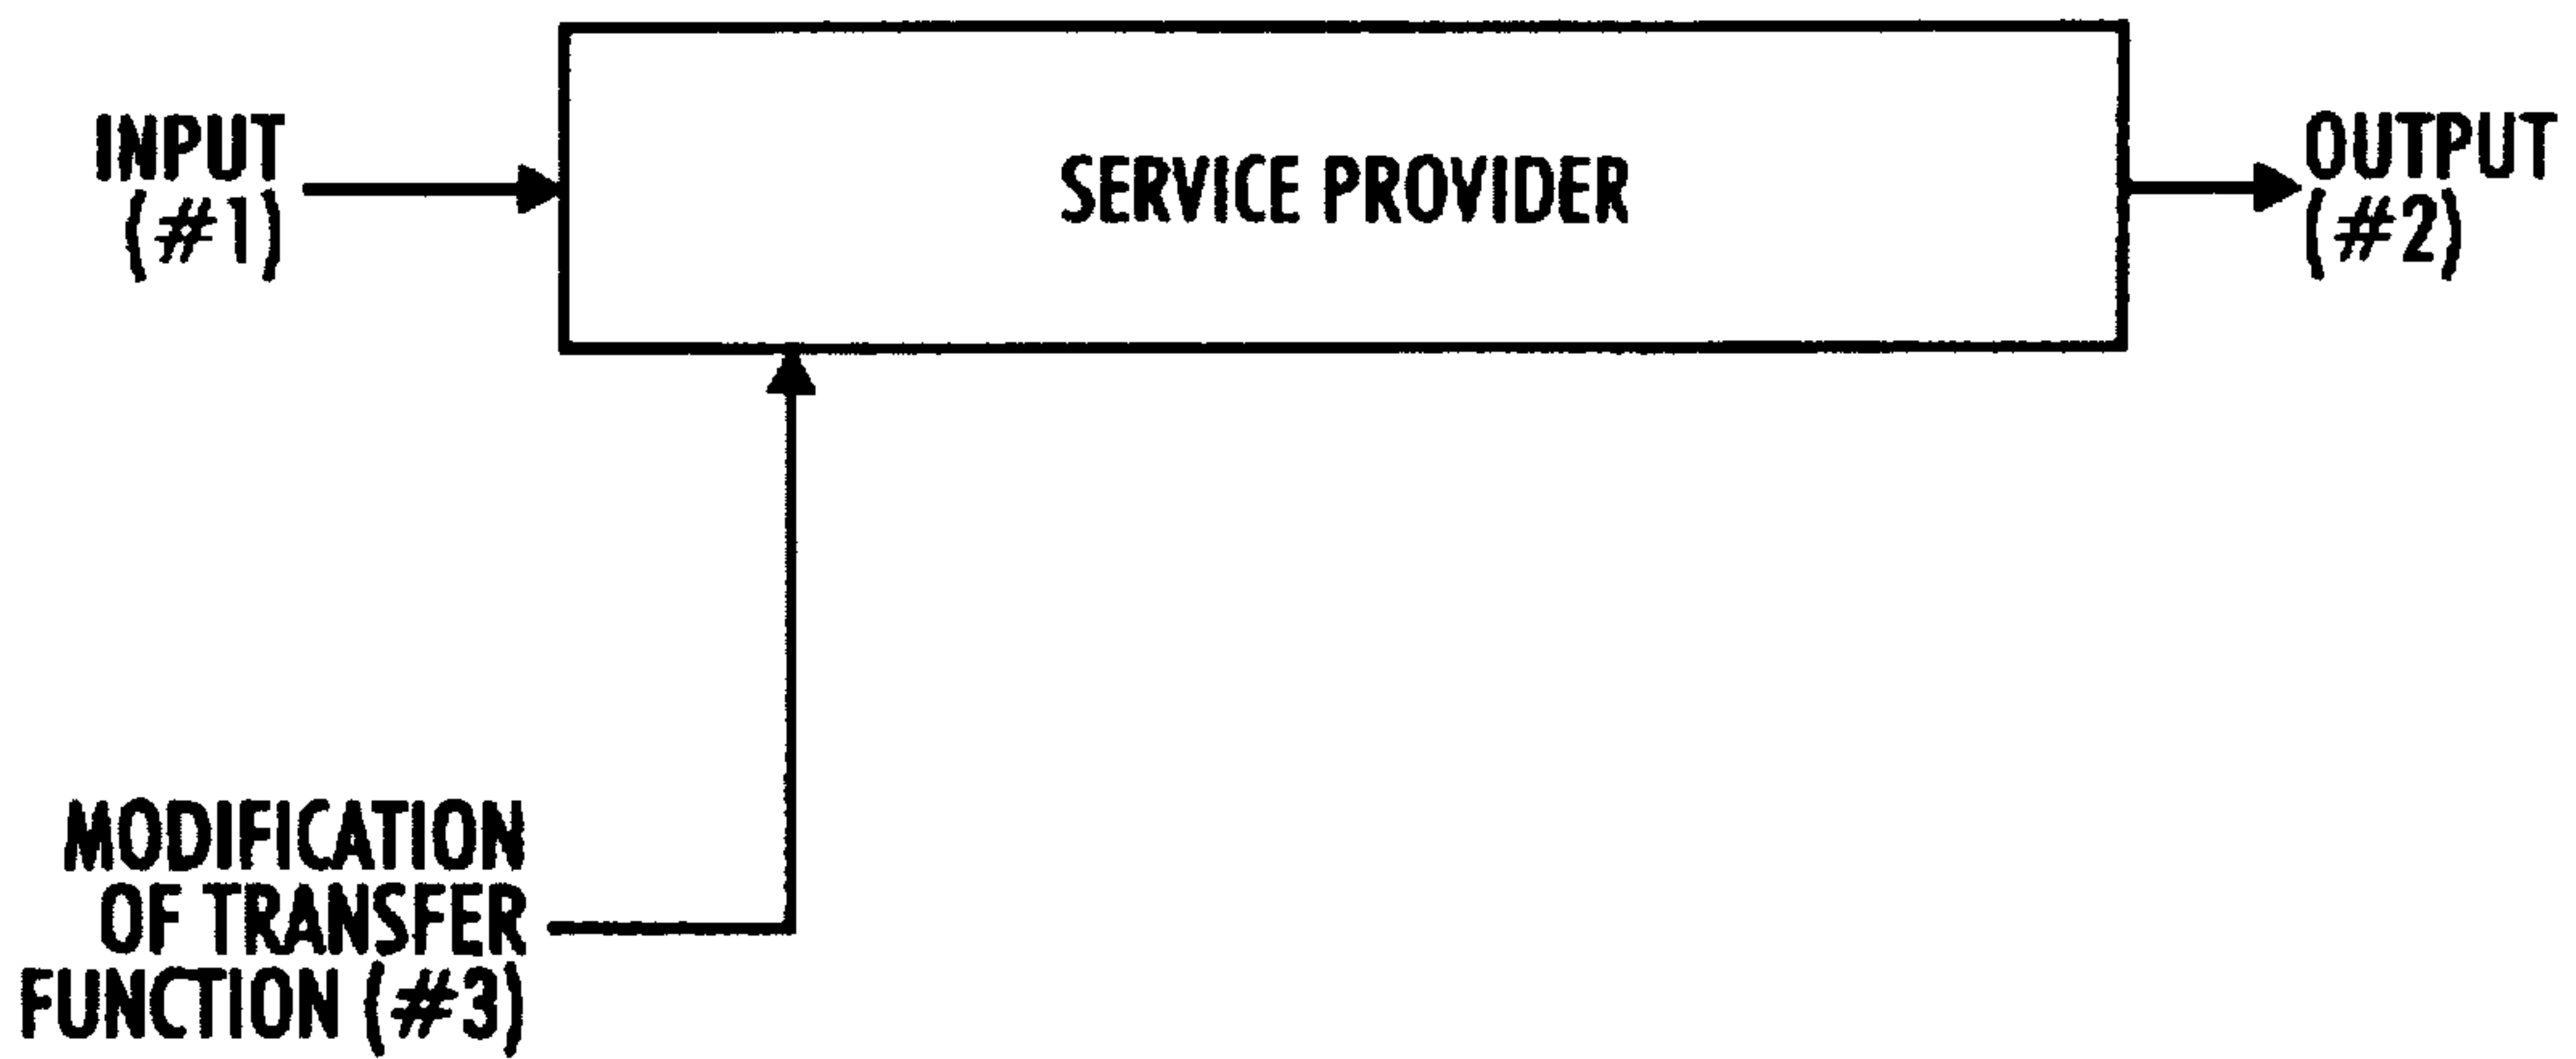 INPUT
(#1)
SERVICE PROVIDER
OUTPUT
(#2)
MODIFICATION
OF TRANSFER
FUNCTION (#3)